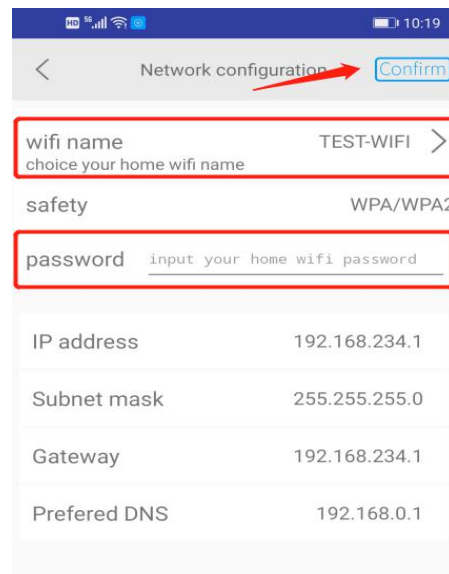 HD 5G 10:19
Network configuration Confirm
wifi name TEST-WIFI
choice your home wifi name
safety WPA/WPA2
password input your home wifi password
IP address 192.168.234.1
Subnet mask 255.255.255.0
Gateway 192.168.234.1
Prefered DNS 192.168.0.1